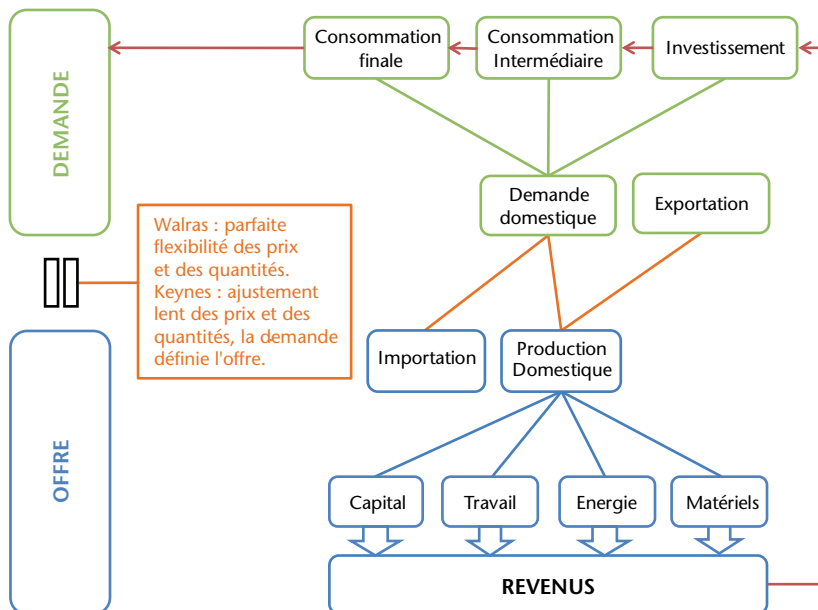 DEMANDE
Consommation
finale
Consommation
Intermédiaire
Investissement
Demande
domestique
Exportation
Walras : parfaite
flexibilité des prix
et des quantités.
Keynes : ajustement
lent des prix et des
quantités, la demande
définie l'offre.
Importation
Production
Domestique
OFFRE
Capital
Travail
Energie
Matériels
REVENUS